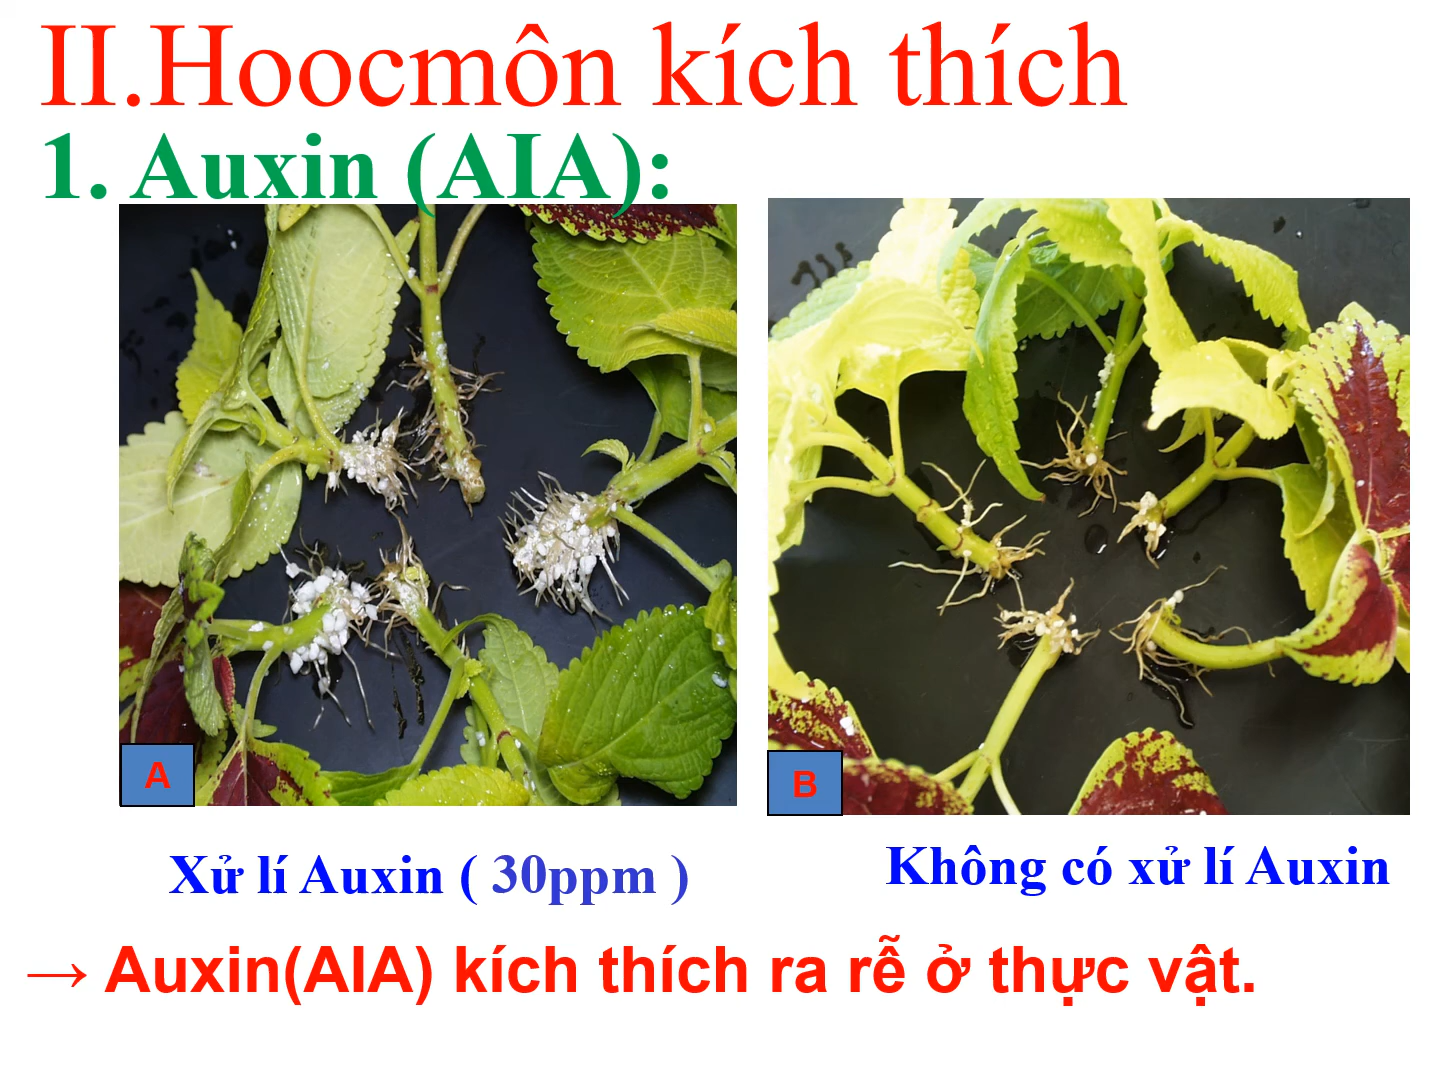 II.Hoocmôn kích thích
1. Auxin (AIA):
A
B
Xử lí Auxin ( 30ppm )
Không có xử lí Auxin
→ Auxin(AIA) kích thích ra rễ ở thực vật.